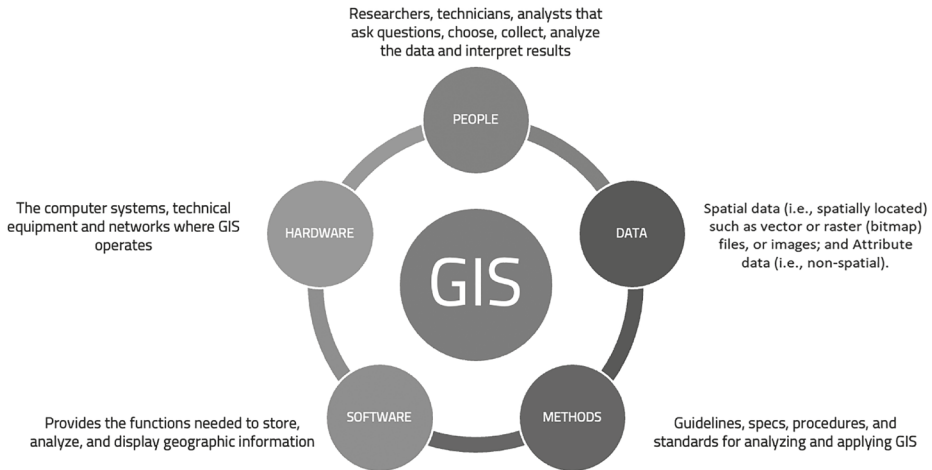 Researchers, technicians, analysts that
ask questions, choose, collect, analyze
the data and interpret results
PEOPLE
The computer systems, technical
equipment and networks where GIS
operates
HARDWARE
GIS
DATA
Spatial data (i.e., spatially located)
such as vector or raster (bitmap)
files, or images; and Attribute
data (i.e., non-spatial).
Provides the functions needed to store,
analyze, and display geographic information
SOFTWARE
METHODS
Guidelines, specs, procedures, and
standards for analyzing and applying GIS